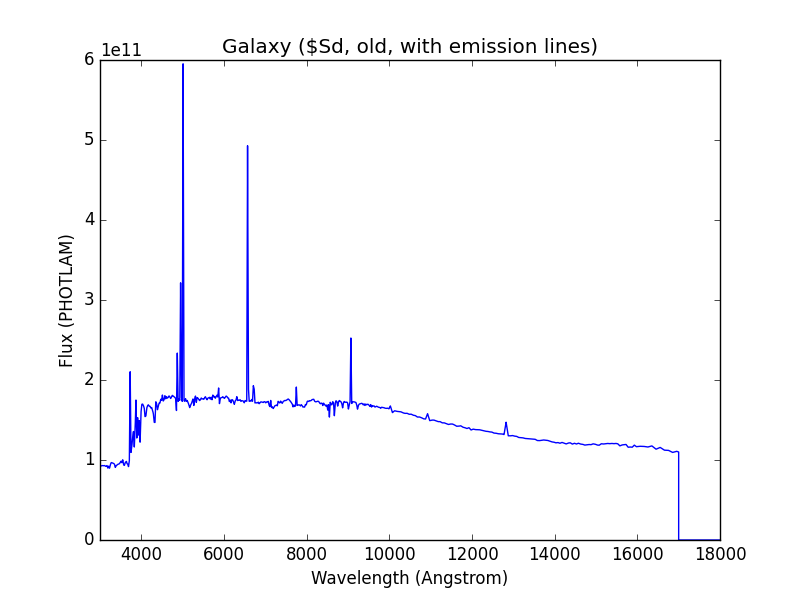 Galaxy ($Sd, old, with emission lines)
1e11
6
5
4
3
2
1
0
Flux (PHOTLAM)
4000 6000 8000 10000 12000 14000 16000 18000
Wavelength (Angstrom)